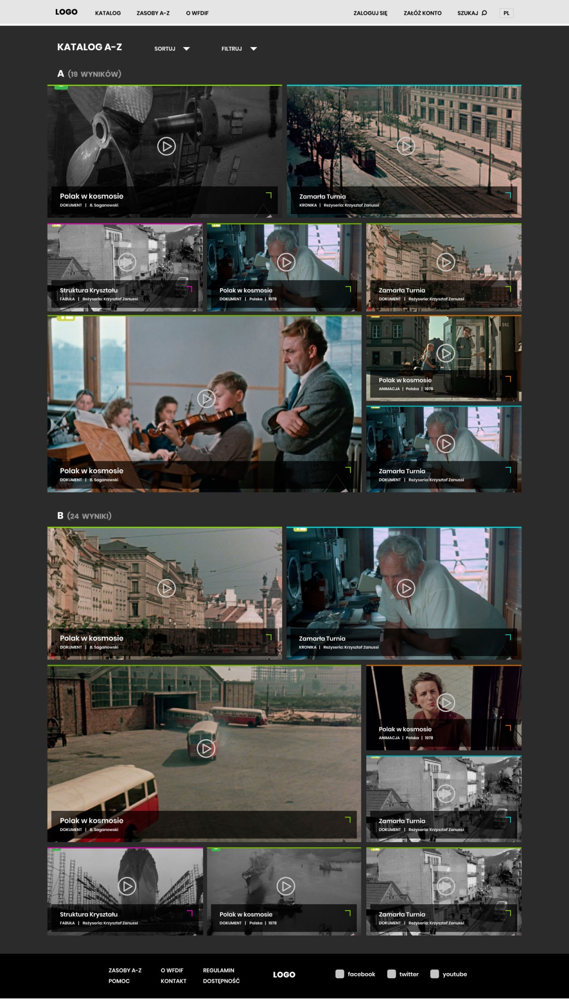 LOGO KATALOG ZASOBY A-Z O WFDIF ZALOGUJ SIĘ ZAŁÓŻ KONTO SZUKAJ PL
KATALOG A-Z SORTUJ FILTRUJ
A (19 WYNIKÓW)
Polak w kosmosie
DOKUMENT | B. Saganowski
Zamarła Turnia
KRONIKA | Reżyseria: Krzysztof Zanussi
Struktura Kryształu
FABUŁA | Reżyseria: Krzysztof Zanussi
Polak w kosmosie
DOKUMENT | Polska | 1978
Zamarła Turnia
DOKUMENT | Reżyseria: Krzysztof Zanussi
Polak w kosmosie
DOKUMENT | B. Saganowski
Polak w kosmosie
ANIMACJA | Polska | 1978
Zamarła Turnia
DOKUMENT | Reżyseria: Krzysztof Zanussi
B (24 WYNIKI)
Polak w kosmosie
DOKUMENT | B. Saganowski
Zamarła Turnia
KRONIKA | Reżyseria: Krzysztof Zanussi
Polak w kosmosie
DOKUMENT | B. Saganowski
Polak w kosmosie
ANIMACJA | Polska | 1978
Zamarła Turnia
DOKUMENT | Reżyseria: Krzysztof Zanussi
Struktura Kryształu
FABUŁA | Reżyseria: Krzysztof Zanussi
Polak w kosmosie
DOKUMENT | Polska | 1978
Zamarła Turnia
DOKUMENT | Reżyseria: Krzysztof Zanussi
ZASOBY A-Z O WFDIF REGULAMIN
POMOC KONTAKT DOSTĘPNOŚĆ
LOGO
facebook twitter youtube